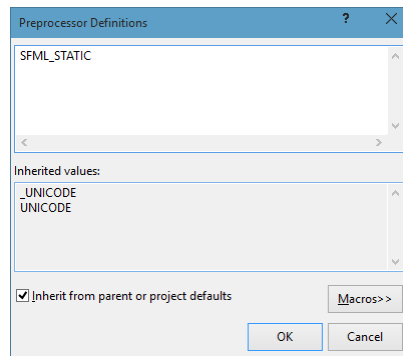 Preprocessor Definitions ?
SFML_STATIC
Inherited values:
_UNICODE
UNICODE
Inherit from parent or project defaults
Macros>>
OK Cancel